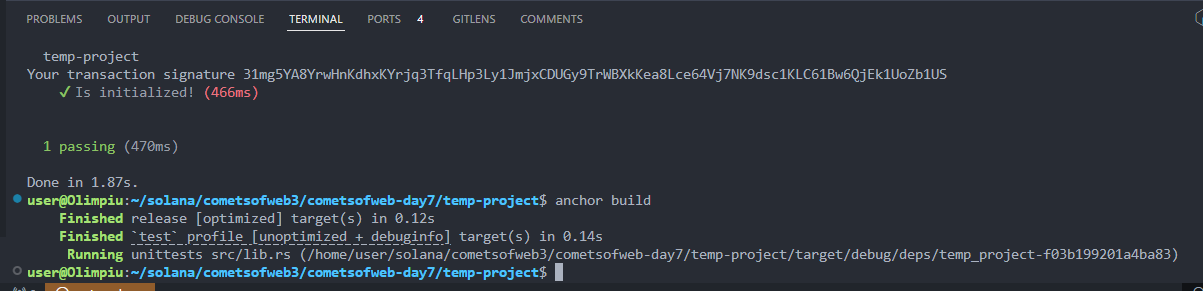 PROBLEMS OUTPUT DEBUG CONSOLE TERMINAL PORTS 4 GITLENS COMMENTS
temp-project
Your transaction signature 31mg5YA8YrwHnKdhxKYrjq3TfqLHp3Ly1JmjxCDUGy9TrWBXkKea8Lce64Vj7NK9dsc1KLC61Bw6QjEk1UoZb1US
✓ Is initialized! (466ms)
1 passing (470ms)
Done in 1.87s.
user@Olimpiu:~/solana/cometsofweb3/cometsofweb-day7/temp-project$ anchor build
Finished release [optimized] target(s) in 0.12s
Finished `test` profile [unoptimized + debuginfo] target(s) in 0.14s
Running unittests src/lib.rs (/home/user/solana/cometsofweb3/cometsofweb-day7/temp-project/target/debug/deps/temp_project-f03b199201a4ba83)
user@Olimpiu:~/solana/cometsofweb3/cometsofweb-day7/temp-project$